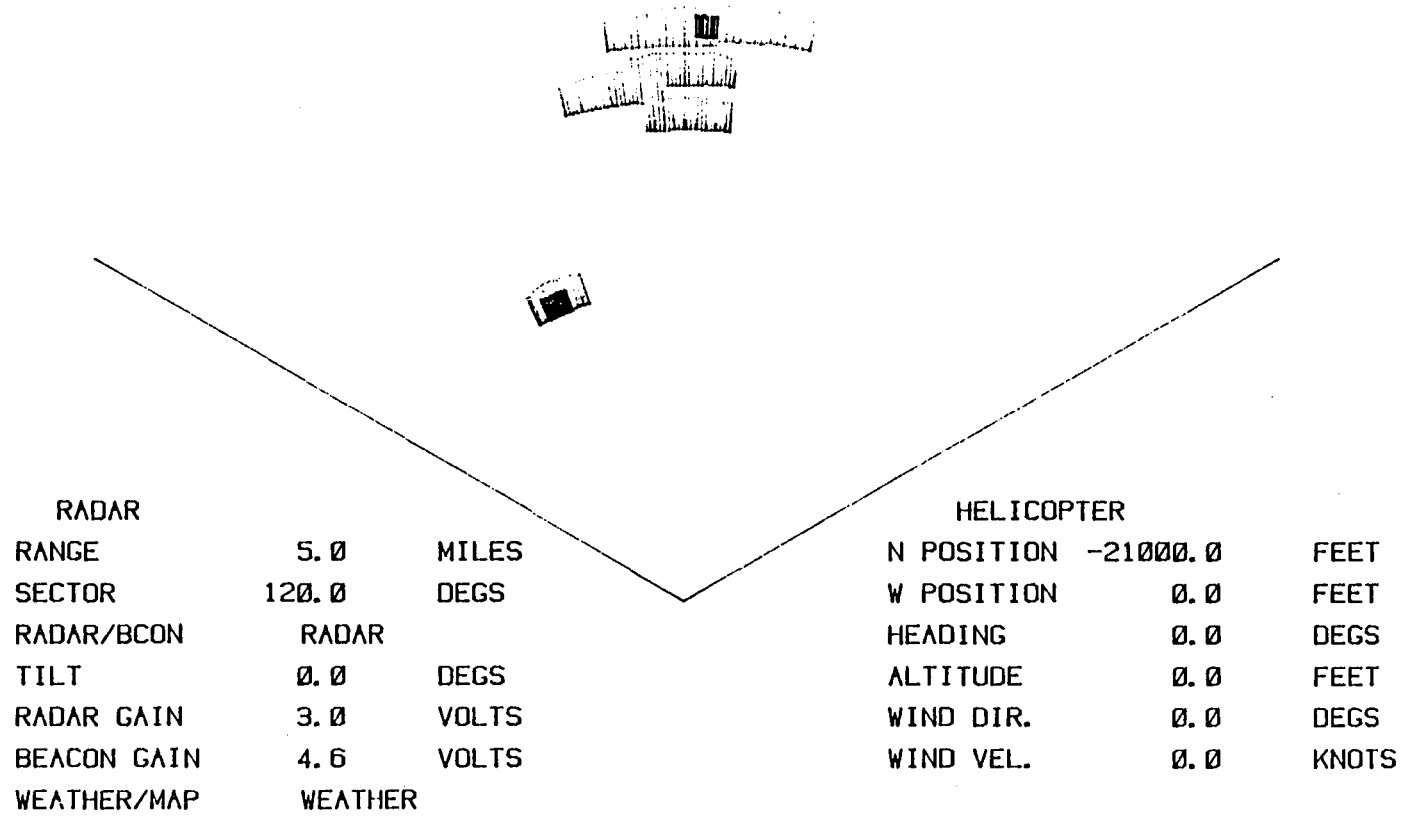 RADAR
RANGE 5.0 MILES
SECTOR 120.0 DEGS
RADAR/BCON RADAR
TILT 0.0 DEGS
RADAR GAIN 3.0 VOLTS
BEACON GAIN 4.6 VOLTS
WEATHER/MAP WEATHER
HELICOPTER
N POSITION -21000.0 FEET
W POSITION 0.0 FEET
HEADING 0.0 DEGS
ALTITUDE 0.0 FEET
WIND DIR. 0.0 DEGS
WIND VEL. 0.0 KNOTS